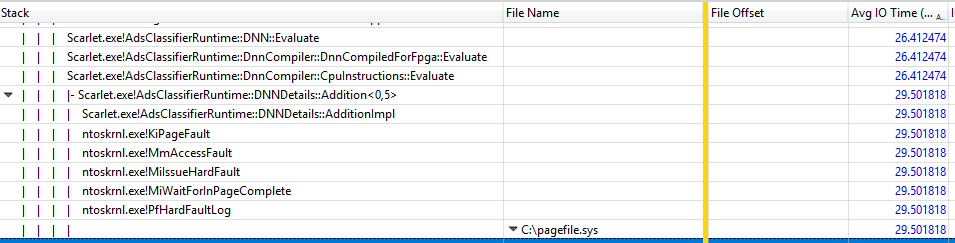 Stack File Name File Offset Avg IO Time (...
Scarlet.exe!AdsClassifierRuntime::DNN::Evaluate 26.412474
Scarlet.exe!AdsClassifierRuntime::DnnCompiler::DnnCompiledForFpga::Evaluate 26.412474
Scarlet.exe!AdsClassifierRuntime::DnnCompiler::CpuInstructions::Evaluate 26.412474
|- Scarlet.exe!AdsClassifierRuntime::DNNDetails::Addition<0,5> 29.501818
Scarlet.exe!AdsClassifierRuntime::DNNDetails::AdditionImpl 29.501818
ntoskrnl.exe!KiPageFault 29.501818
ntoskrnl.exe!MmAccessFault 29.501818
ntoskrnl.exe!MiIssueHardFault 29.501818
ntoskrnl.exe!MiWaitForInPageComplete 29.501818
ntoskrnl.exe!PfHardFaultLog 29.501818
C:\pagefile.sys 29.501818